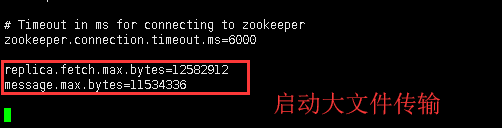 # Timeout in ms for connecting to zookeeper
zookeeper.connection.timeout.ms=6000
replica.fetch.max.bytes=12582912
message.max.bytes=11534336
启动大文件传输